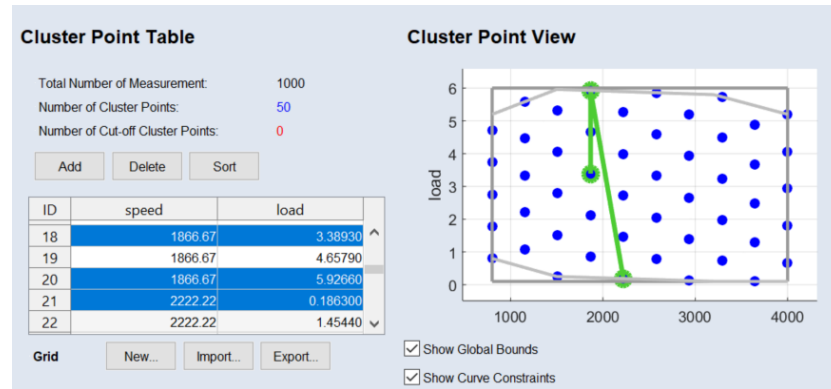 Cluster Point Table
Total Number of Measurement: 1000
Number of Cluster Points: 50
Number of Cut-off Cluster Points: 0
Add Delete Sort
ID speed load
18 1866.67 3.38930
19 1866.67 4.65790
20 1866.67 5.92660
21 2222.22 0.186300
22 2222.22 1.45440
Grid New... Import... Export...
Cluster Point View
6
5
4
3
2
1
0
load
1000 2000 3000 4000
Show Global Bounds
Show Curve Constraints